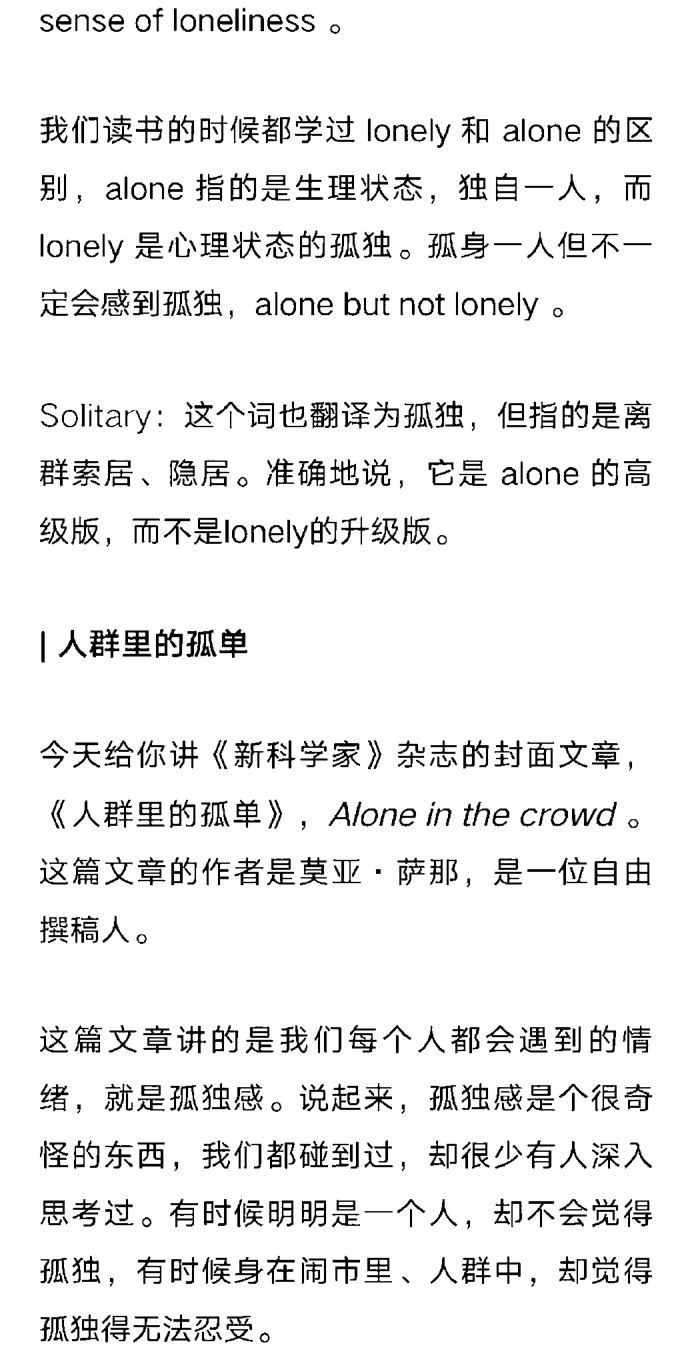 sense of loneliness 。
我们读书的时候都学过 lonely 和 alone 的区
别，alone 指的是生理状态，独自一人，而
lonely 是心理状态的孤独。孤身一人但不一
定会感到孤独，alone but not lonely 。
Solitary：这个词也翻译为孤独，但指的是离
群索居、隐居。准确地说，它是 alone 的高
级版，而不是lonely的升级版。
| 人群里的孤单
今天给你讲《新科学家》杂志的封面文章，
《人群里的孤单》，Alone in the crowd 。
这篇文章的作者是莫亚·萨那，是一位自由
撰稿人。
这篇文章讲的是我们每个人都会遇到的情
绪，就是孤独感。说起来，孤独感是个很奇
怪的东西，我们都碰到过，却很少有人深入
思考过。有时候明明是一个人，却不会觉得
孤独，有时候身在闹市里、人群中，却觉得
孤独得无法忍受。